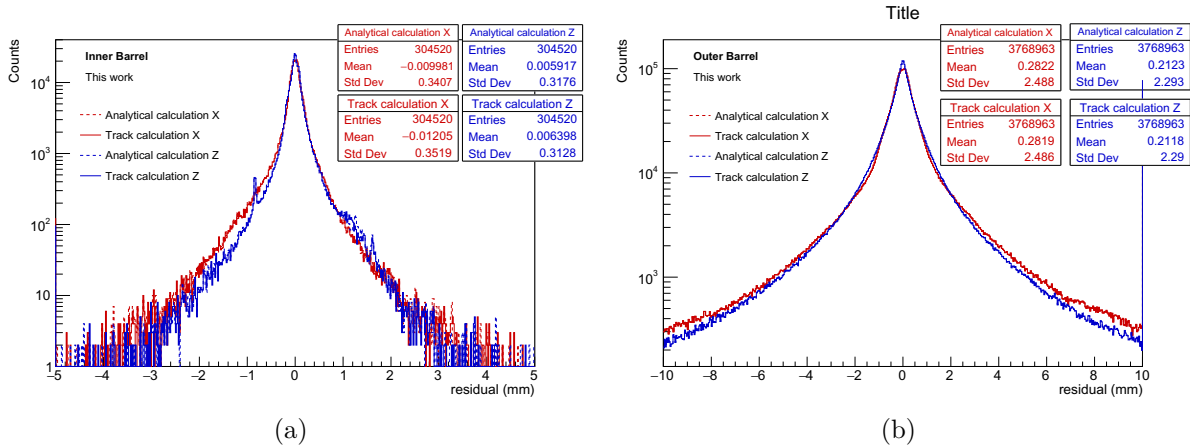 Counts
10^4
10^3
10^2
10
1
Inner Barrel
This work
Analytical calculation X
Track calculation X
Analytical calculation Z
Track calculation Z
Analytical calculation X
Entries 304520
Mean −0.009981
Std Dev 0.3407
Analytical calculation Z
Entries 304520
Mean 0.005917
Std Dev 0.3176
Track calculation X
Entries 304520
Mean −0.01205
Std Dev 0.3519
Track calculation Z
Entries 304520
Mean 0.006398
Std Dev 0.3128
−5 −4 −3 −2 −1 0 1 2 3 4 5
residual (mm)
(a)
Title
Counts
10^5
10^4
10^3
Outer Barrel
This work
Analytical calculation X
Track calculation X
Analytical calculation Z
Track calculation Z
Analytical calculation X
Entries 3768963
Mean 0.2822
Std Dev 2.488
Analytical calculation Z
Entries 3768963
Mean 0.2123
Std Dev 2.293
Track calculation X
Entries 3768963
Mean 0.2819
Std Dev 2.486
Track calculation Z
Entries 3768963
Mean 0.2118
Std Dev 2.29
−10 −8 −6 −4 −2 0 2 4 6 8 10
residual (mm)
(b)